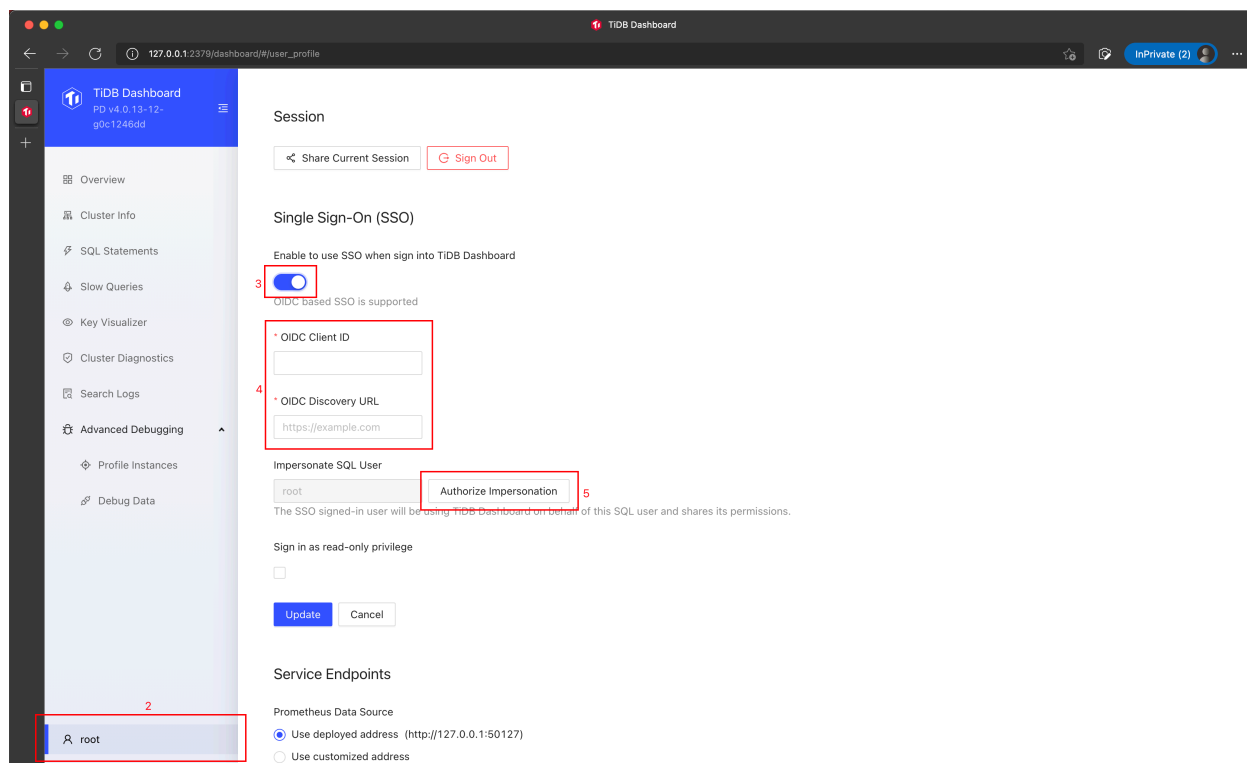 TiDB Dashboard
127.0.0.1:2379/dashboard/#/user_profile
InPrivate (2)
TiDB Dashboard
PD v4.0.13-12-
g0c1246dd
Overview
Cluster Info
SQL Statements
Slow Queries
Key Visualizer
Cluster Diagnostics
Search Logs
Advanced Debugging
Profile Instances
Debug Data
2
root
Session
Share Current Session
Sign Out
Single Sign-On (SSO)
Enable to use SSO when sign into TiDB Dashboard
3
OIDC based SSO is supported
4
* OIDC Client ID
* OIDC Discovery URL
https://example.com
Impersonate SQL User
root
Authorize Impersonation
5
The SSO signed-in user will be using TiDB Dashboard on behalf of this SQL user and shares its permissions.
Sign in as read-only privilege
Update
Cancel
Service Endpoints
Prometheus Data Source
Use deployed address (http://127.0.0.1:50127)
Use customized address